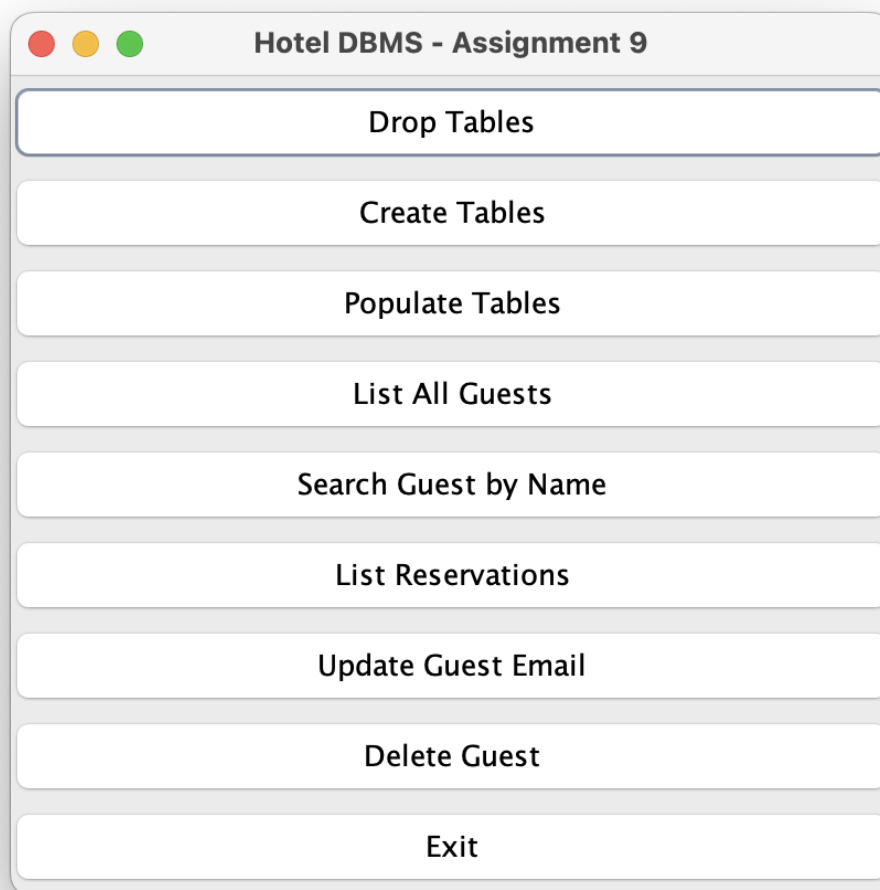 Hotel DBMS - Assignment 9
Drop Tables
Create Tables
Populate Tables
List All Guests
Search Guest by Name
List Reservations
Update Guest Email
Delete Guest
Exit